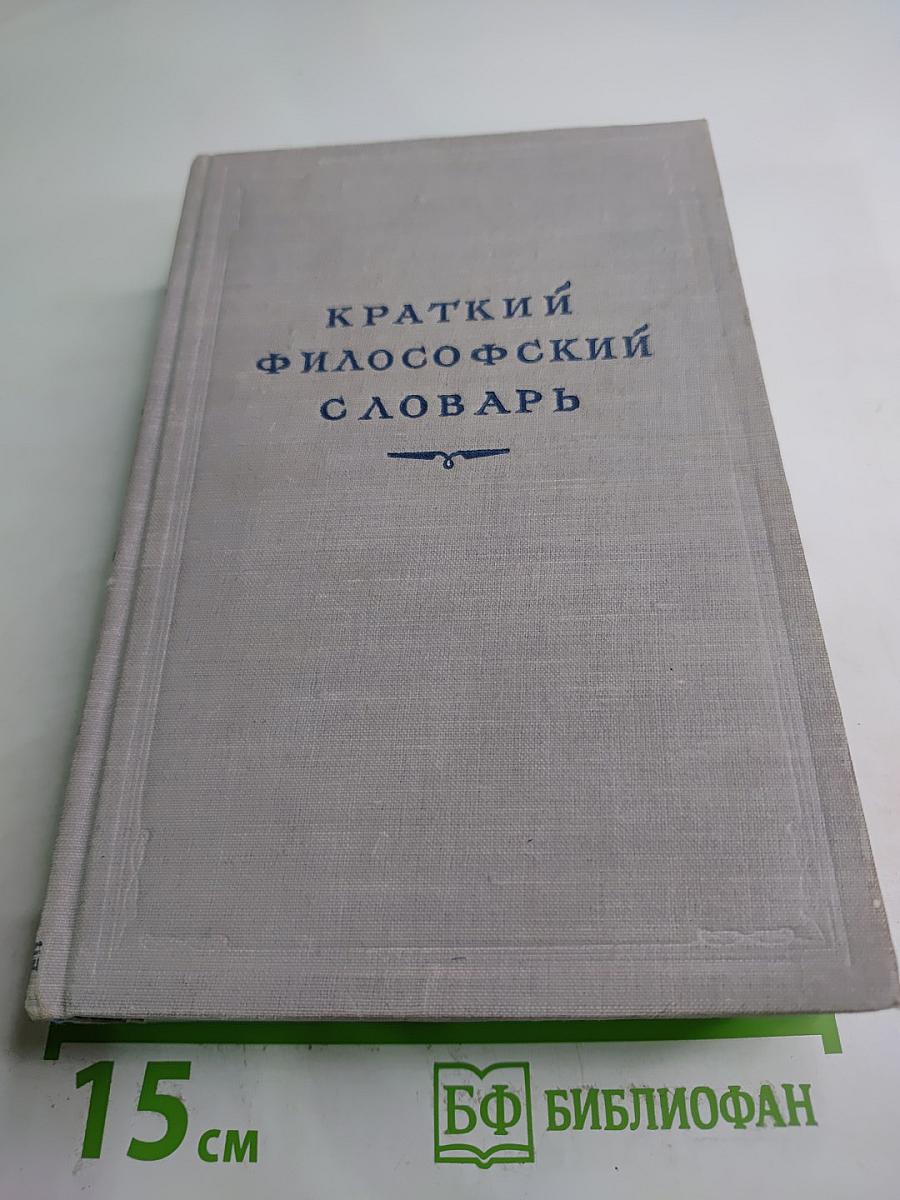 КРАТКИЙ
ФИЛОСОФСКИЙ
СЛОВАРЬ
15 см
БФ БИБЛИОФАН